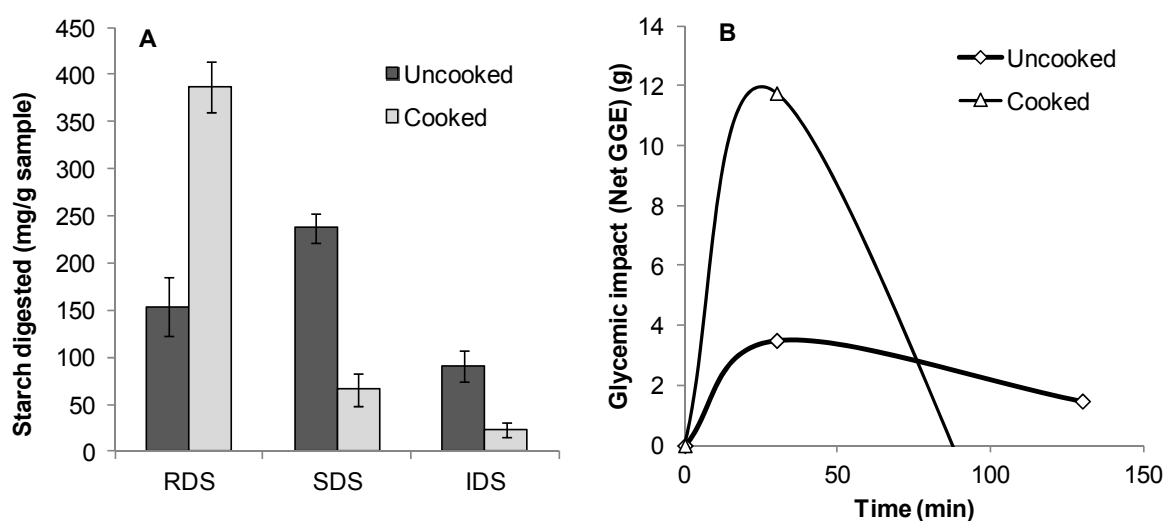 A
Starch digested (mg/g sample)
450
400
350
300
250
200
150
100
50
0
Uncooked
Cooked
RDS SDS IDS
B
Glycemic impact (Net GGE) (g)
14
12
10
8
6
4
2
0
Uncooked
Cooked
0 50 100 150
Time (min)